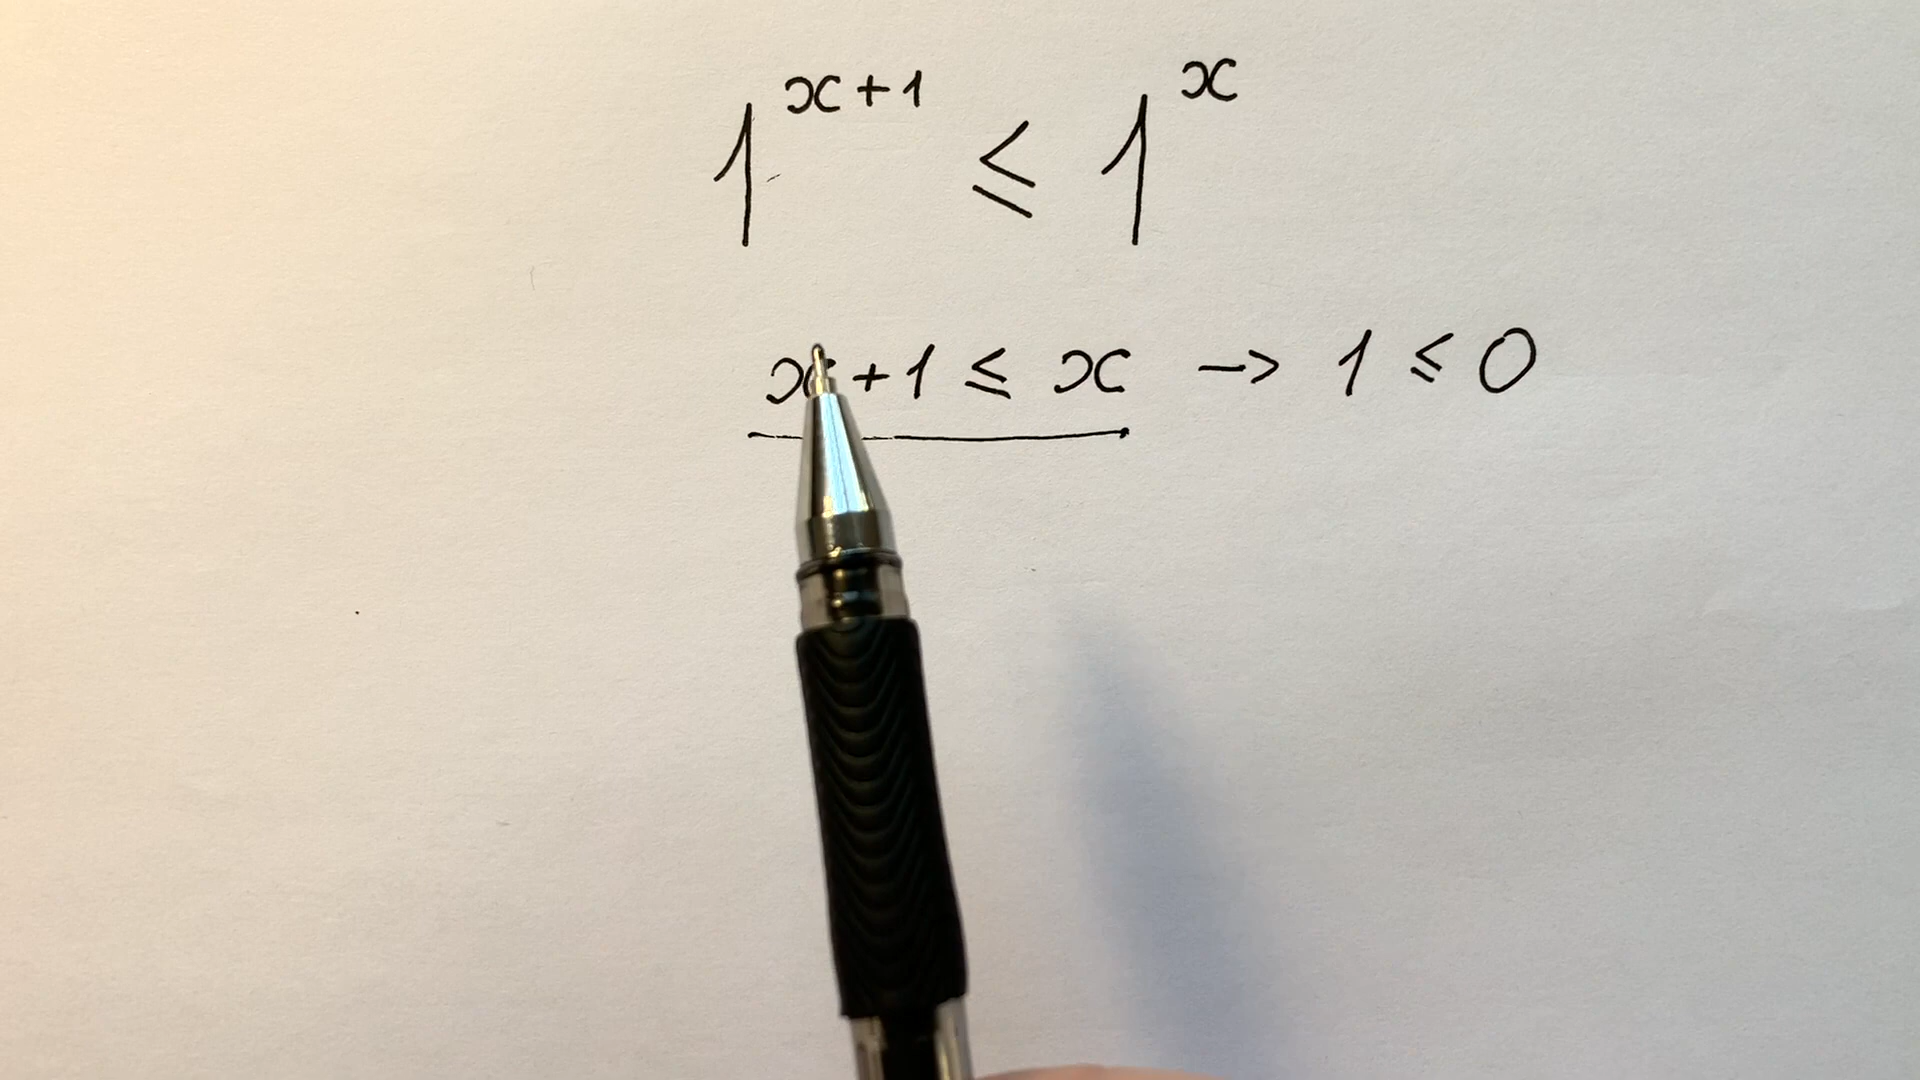 1^{x+1} ≤ 1^{x}
x+1 ≤ x → 1 ≤ 0